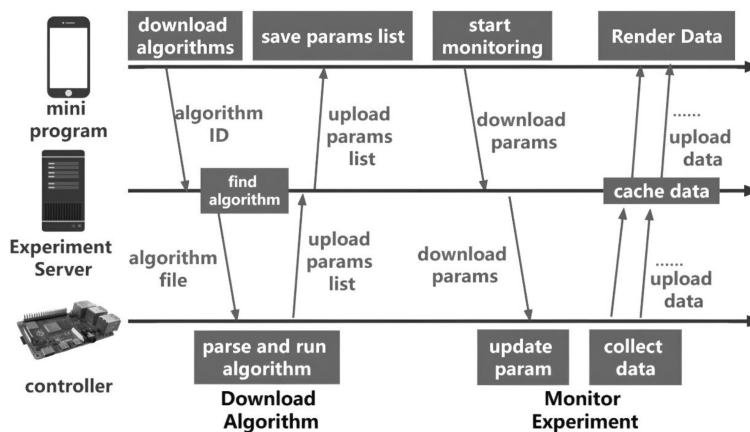 download
algorithms
save params list
start
monitoring
Render Data
mini
program
algorithm
ID
upload
params
list
download
params
......
upload
data
find
algorithm
cache data
Experiment
Server
algorithm
file
upload
params
list
download
params
......
upload
data
parse and run
algorithm
update
param
collect
data
controller
Download
Algorithm
Monitor
Experiment